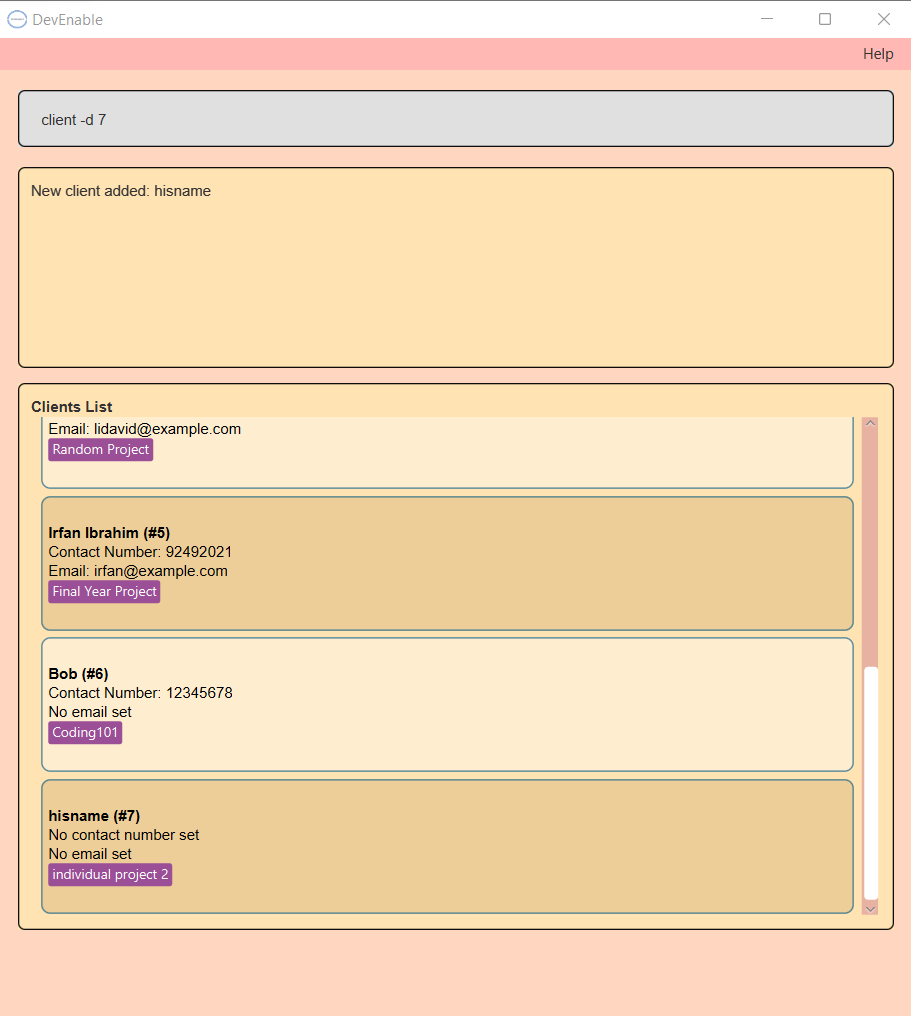 DevEnable
Help
client -d 7
New client added: hisname
Clients List
Email: lidavid@example.com
Random Project
Irfan Ibrahim (#5)
Contact Number: 92492021
Email: irfan@example.com
Final Year Project
Bob (#6)
Contact Number: 12345678
No email set
Coding101
hisname (#7)
No contact number set
No email set
individual project 2